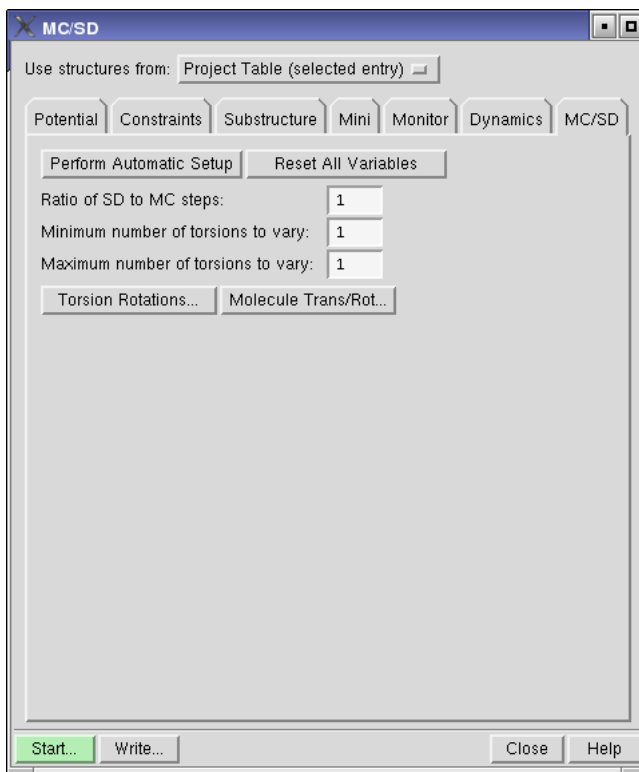 MC/SD
Use structures from: Project Table (selected entry)
Potential Constraints Substructure Mini Monitor Dynamics MC/SD
Perform Automatic Setup Reset All Variables
Ratio of SD to MC steps: 1
Minimum number of torsions to vary: 1
Maximum number of torsions to vary: 1
Torsion Rotations... Molecule Trans/Rot...
Start... Write... Close Help